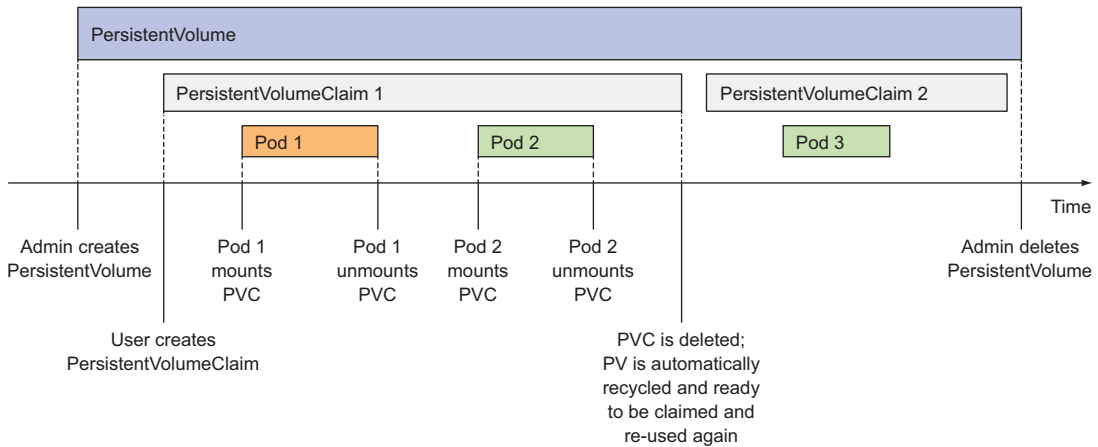 PersistentVolume
PersistentVolumeClaim 1
PersistentVolumeClaim 2
Pod 1
Pod 2
Pod 3
Time
Admin creates
PersistentVolume
Pod 1
mounts
PVC
Pod 1
unmounts
PVC
Pod 2
mounts
PVC
Pod 2
unmounts
PVC
Admin deletes
PersistentVolume
User creates
PersistentVolumeClaim
PVC is deleted;
PV is automatically
recycled and ready
to be claimed and
re-used again